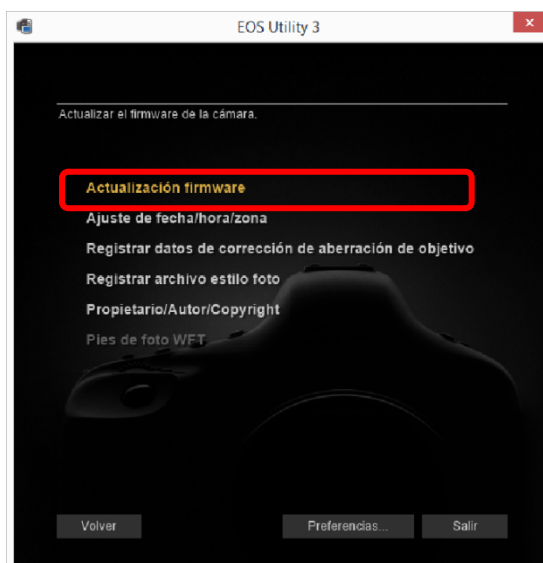 EOS Utility 3
Actualizar el firmware de la cámara.
Actualización firmware
Ajuste de fecha/hora/zona
Registrar datos de corrección de aberración de objetivo
Registrar archivo estilo foto
Propietario/Autor/Copyright
Pies de foto WFT
Volver
Preferencias...
Salir